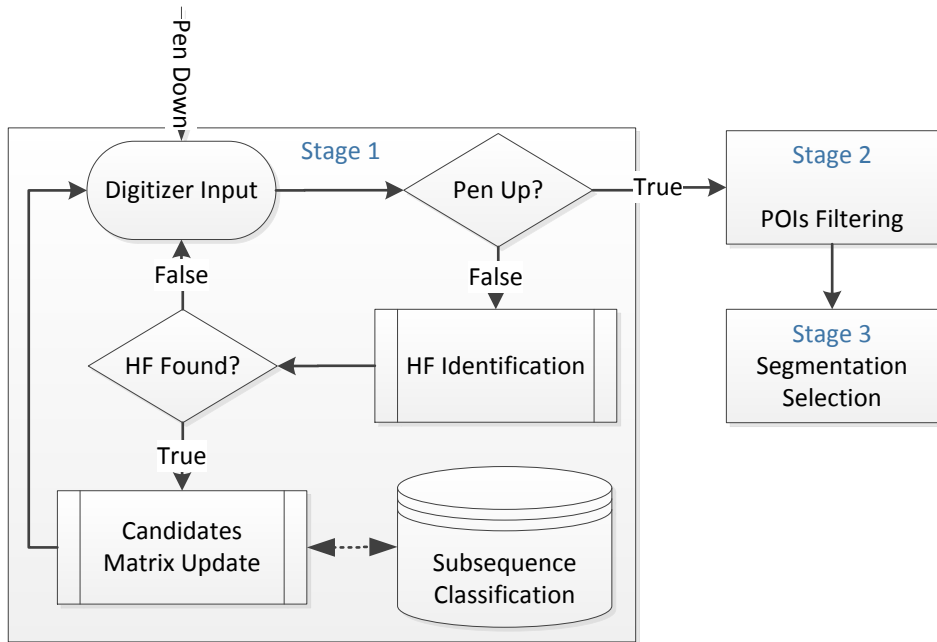 Pen Down
Stage 1
Digitizer Input
Pen Up?
True
Stage 2
POIs Filtering
False
False
HF Found?
HF Identification
Stage 3
Segmentation
Selection
True
Candidates
Matrix Update
Subsequence
Classification